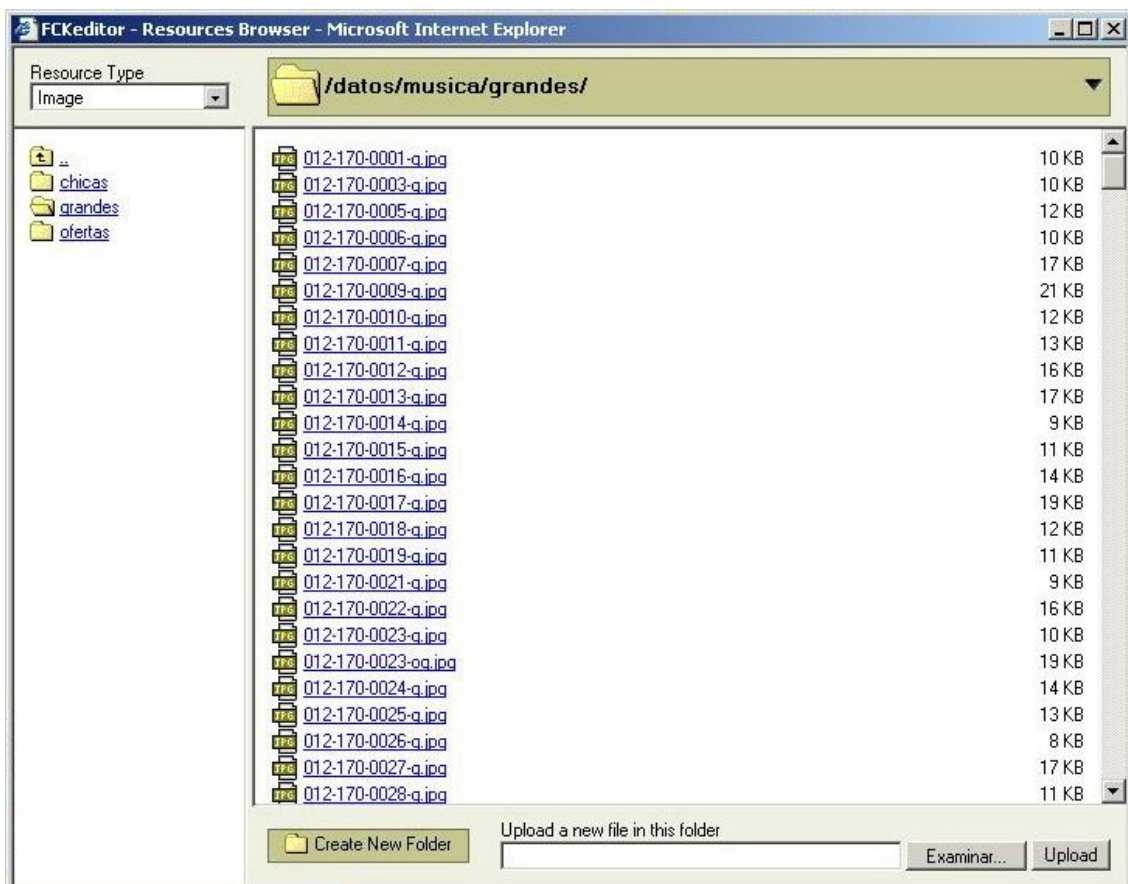 FCKeditor - Resources Browser - Microsoft Internet Explorer
Resource Type
Image
/datos/musica/grandes/
..
chicas
grandes
ofertas
012-170-0001-g.jpg 10 KB
012-170-0003-g.jpg 10 KB
012-170-0005-g.jpg 12 KB
012-170-0006-g.jpg 10 KB
012-170-0007-g.jpg 17 KB
012-170-0009-g.jpg 21 KB
012-170-0010-g.jpg 12 KB
012-170-0011-g.jpg 13 KB
012-170-0012-g.jpg 16 KB
012-170-0013-g.jpg 17 KB
012-170-0014-g.jpg 9 KB
012-170-0015-g.jpg 11 KB
012-170-0016-g.jpg 14 KB
012-170-0017-g.jpg 19 KB
012-170-0018-g.jpg 12 KB
012-170-0019-g.jpg 11 KB
012-170-0021-g.jpg 9 KB
012-170-0022-g.jpg 16 KB
012-170-0023-g.jpg 10 KB
012-170-0023-og.jpg 19 KB
012-170-0024-g.jpg 14 KB
012-170-0025-g.jpg 13 KB
012-170-0026-g.jpg 8 KB
012-170-0027-g.jpg 17 KB
012-170-0028-g.jpg 11 KB
Create New Folder
Upload a new file in this folder
Examinar... Upload